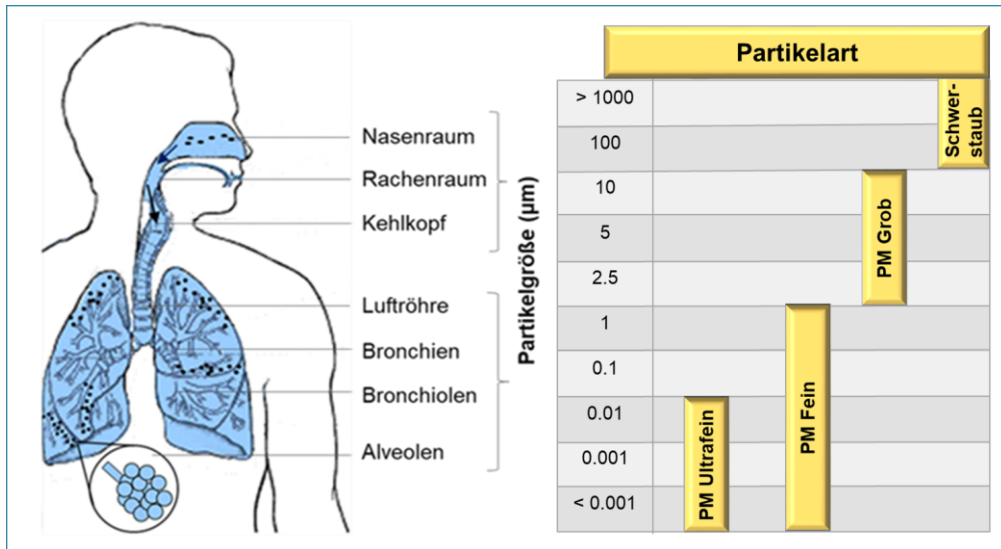 Nasenraum
Rachenraum
Kehlkopf
Luftröhre
Bronchien
Bronchiolen
Alveolen
Partikelgröße (µm)
Partikelart
> 1000
100
10
5
2.5
1
0.1
0.01
0.001
< 0.001
PM Ultrafein
PM Fein
PM Grob
Schwer-
staub